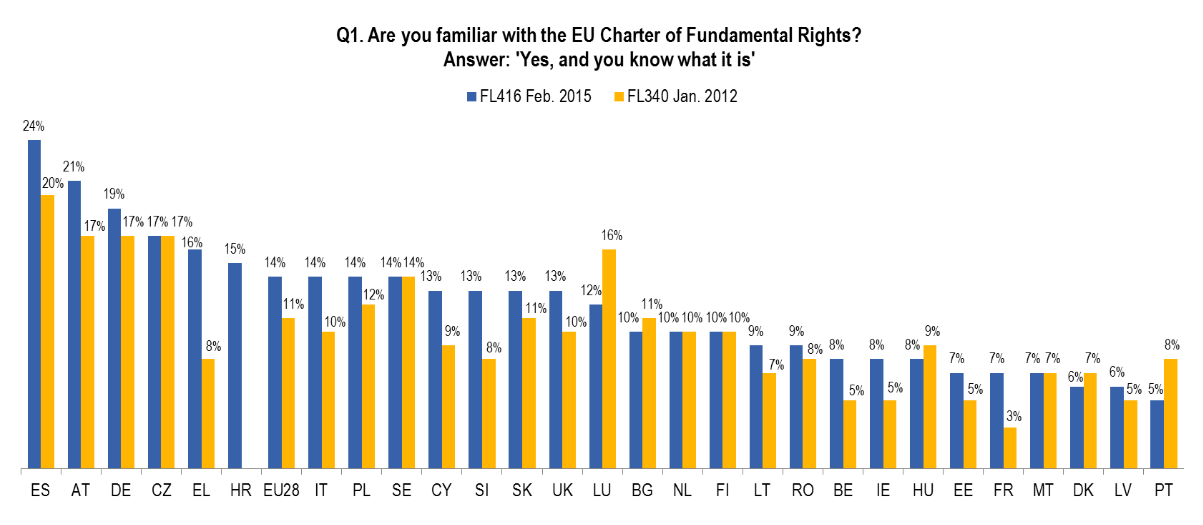 Q1. Are you familiar with the EU Charter of Fundamental Rights?
Answer: 'Yes, and you know what it is'
FL416 Feb. 2015 FL340 Jan. 2012
24% 20% 21% 17% 19% 17% 17% 17% 16% 8% 15% 14% 11% 14% 10% 14% 12% 14% 14% 13% 9% 13% 8% 13% 11% 13% 10% 12% 16% 10% 11% 10% 10% 10% 10% 9% 7% 9% 8% 8% 5% 8% 5% 8% 9% 7% 5% 7% 3% 7% 7% 6% 7% 6% 5% 5% 8%
ES AT DE CZ EL HR EU28 IT PL SE CY SI SK UK LU BG NL FI LT RO BE IE HU EE FR MT DK LV PT